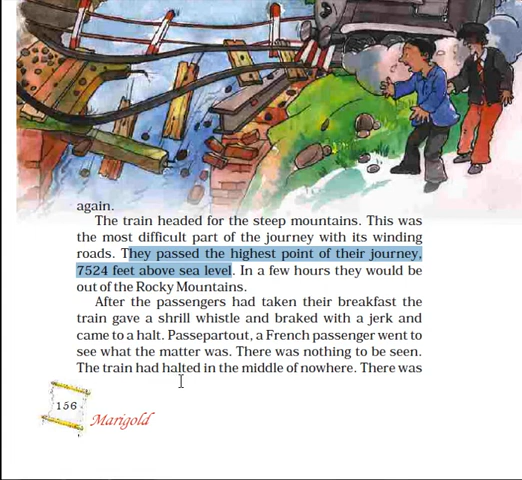 again.
The train headed for the steep mountains. This was
the most difficult part of the journey with its winding
roads. They passed the highest point of their journey,
7524 feet above sea level. In a few hours they would be
out of the Rocky Mountains.
After the passengers had taken their breakfast the
train gave a shrill whistle and braked with a jerk and
came to a halt. Passepartout, a French passenger went to
see what the matter was. There was nothing to be seen.
The train had halted in the middle of nowhere. There was
156
Marigold